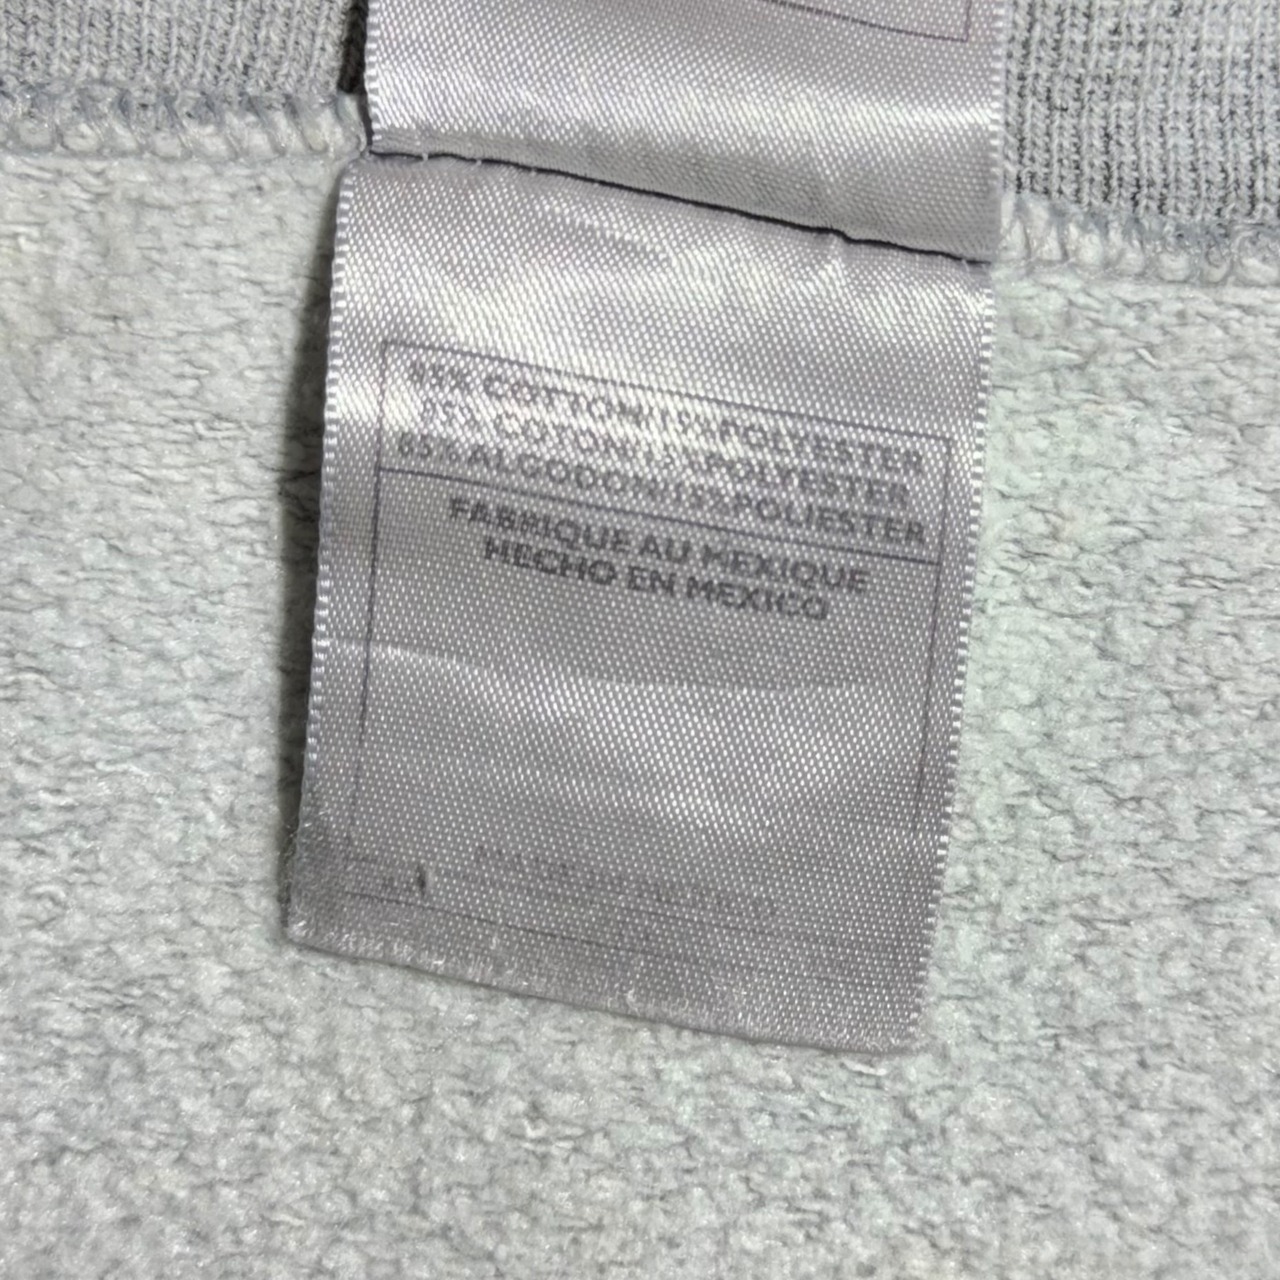 85% COTTON/15% POLYESTER
85% COTON/15% POLYESTER
85% ALGODON/15% POLIESTER
FABRIQUE AU MEXIQUE
HECHO EN MEXICO